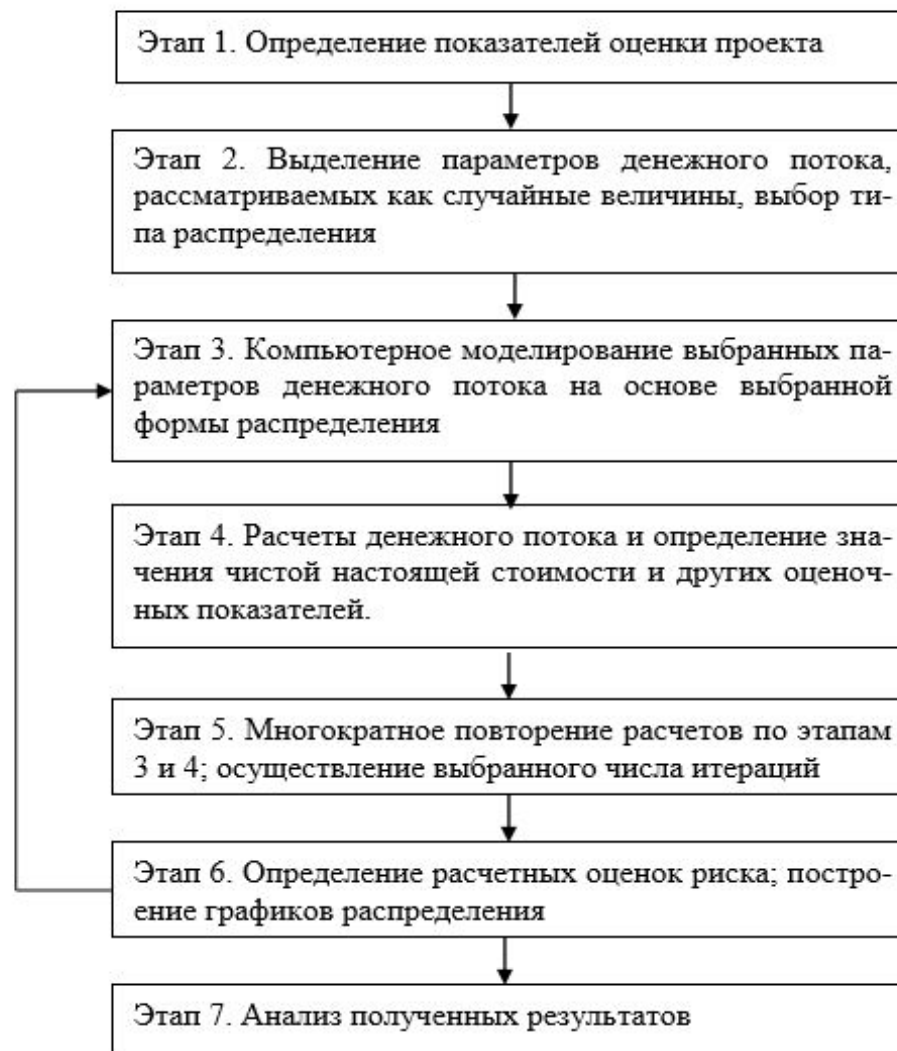 Этап 1. Определение показателей оценки проекта
Этап 2. Выделение параметров денежного потока,
рассматриваемых как случайные величины, выбор ти-
па распределения
Этап 3. Компьютерное моделирование выбранных па-
раметров денежного потока на основе выбранной
формы распределения
Этап 4. Расчеты денежного потока и определение зна-
чения чистой настоящей стоимости и других оценоч-
ных показателей.
Этап 5. Многократное повторение расчетов по этапам
3 и 4; осуществление выбранного числа итераций
Этап 6. Определение расчетных оценок риска; постро-
ение графиков распределения
Этап 7. Анализ полученных результатов